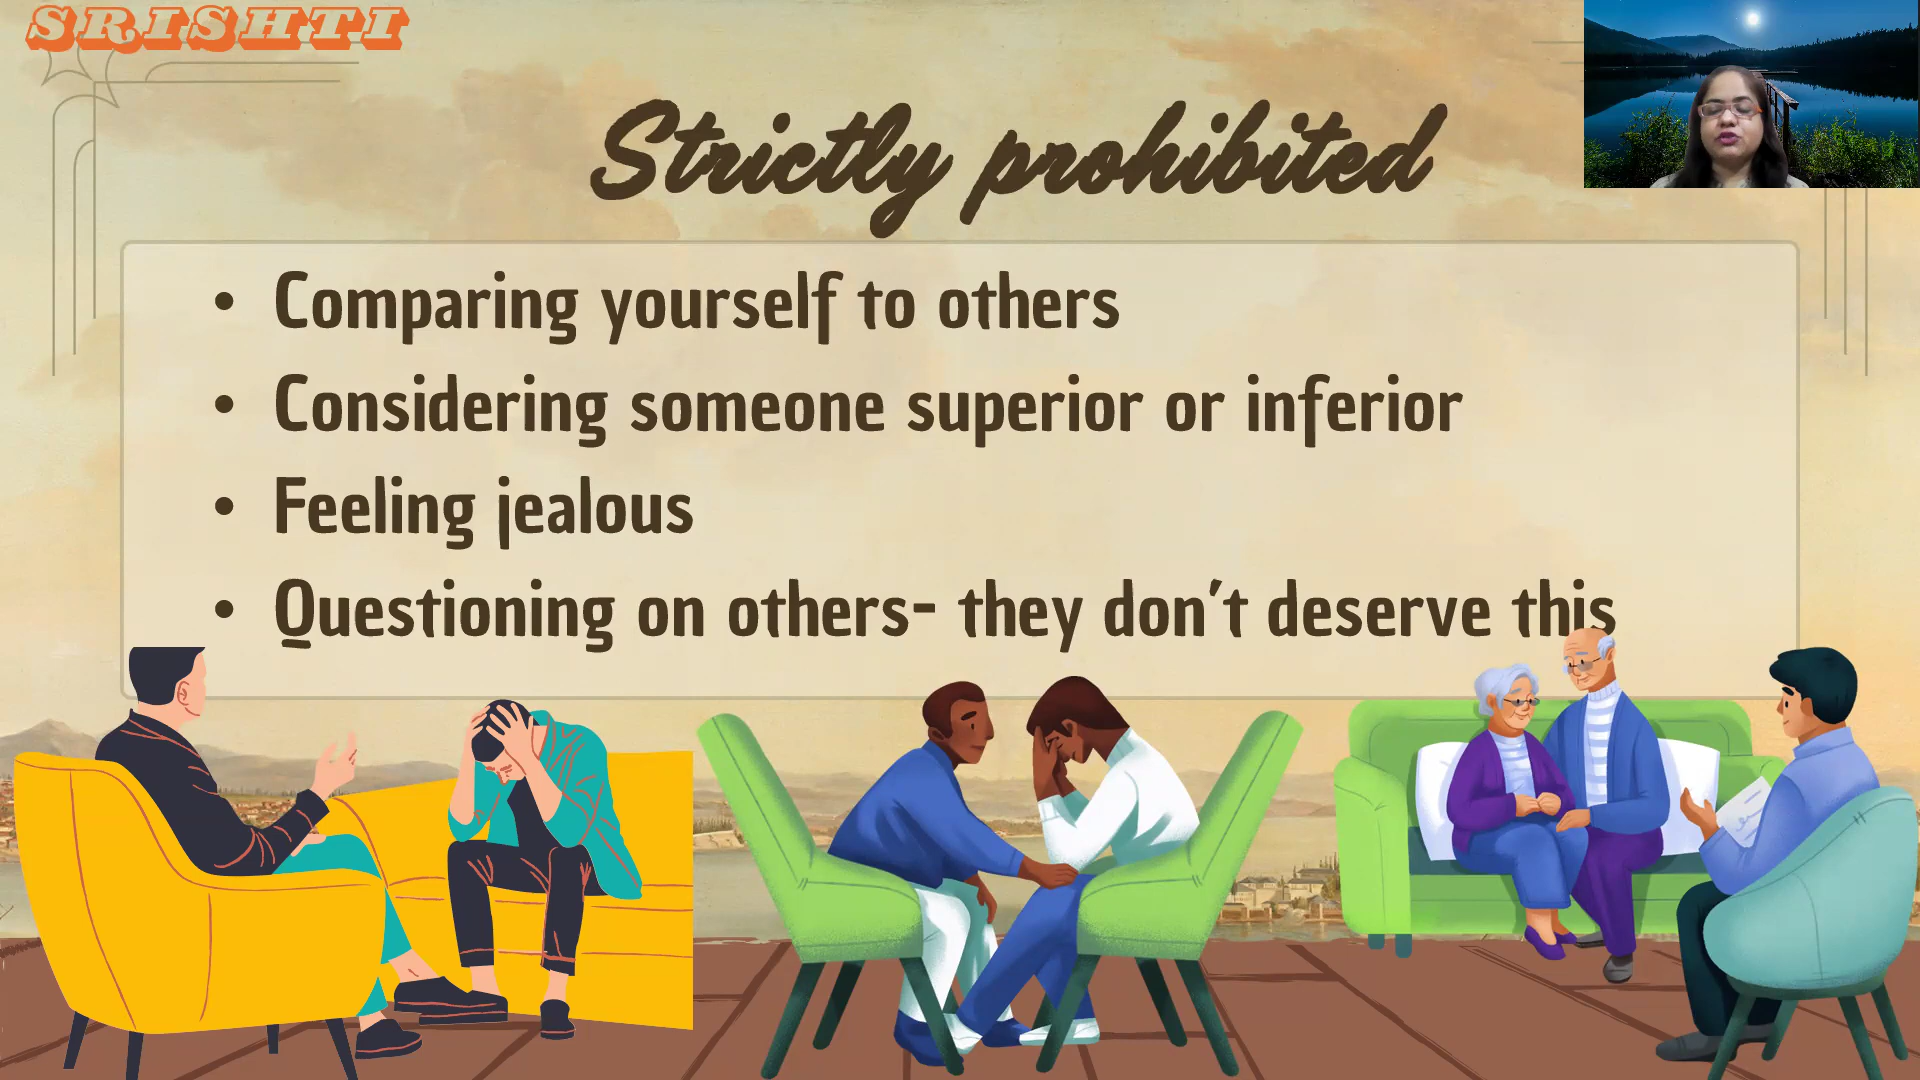 SRISHTI
Strictly prohibited
• Comparing yourself to others
• Considering someone superior or inferior
• Feeling jealous
• Questioning on others- they don't deserve this